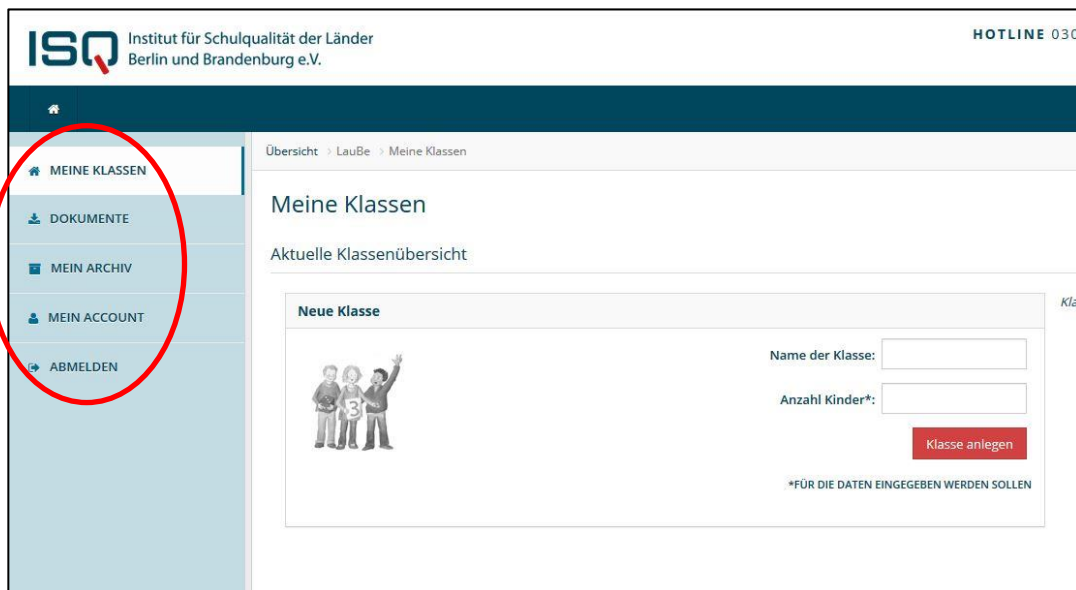 ISQ
Institut für Schulqualität der Länder
Berlin und Brandenburg e.V.
HOTLINE 030
MEINE KLASSEN
DOKUMENTE
MEIN ARCHIV
MEIN ACCOUNT
ABMELDEN
Übersicht > LauBe > Meine Klassen
Meine Klassen
Aktuelle Klassenübersicht
Neue Klasse
3
Name der Klasse:
Anzahl Kinder*:
Klasse anlegen
*FÜR DIE DATEN EINGEGEBEN WERDEN SOLLEN